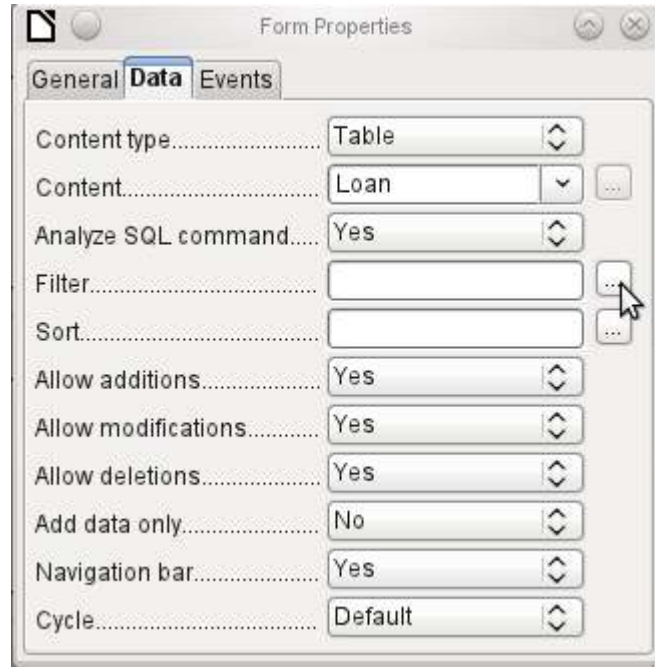 Form Properties
General Data Events
Content type Table
Content Loan ...
Analyze SQL command Yes
Filter ...
Sort ...
Allow additions Yes
Allow modifications Yes
Allow deletions Yes
Add data only No
Navigation bar Yes
Cycle Default